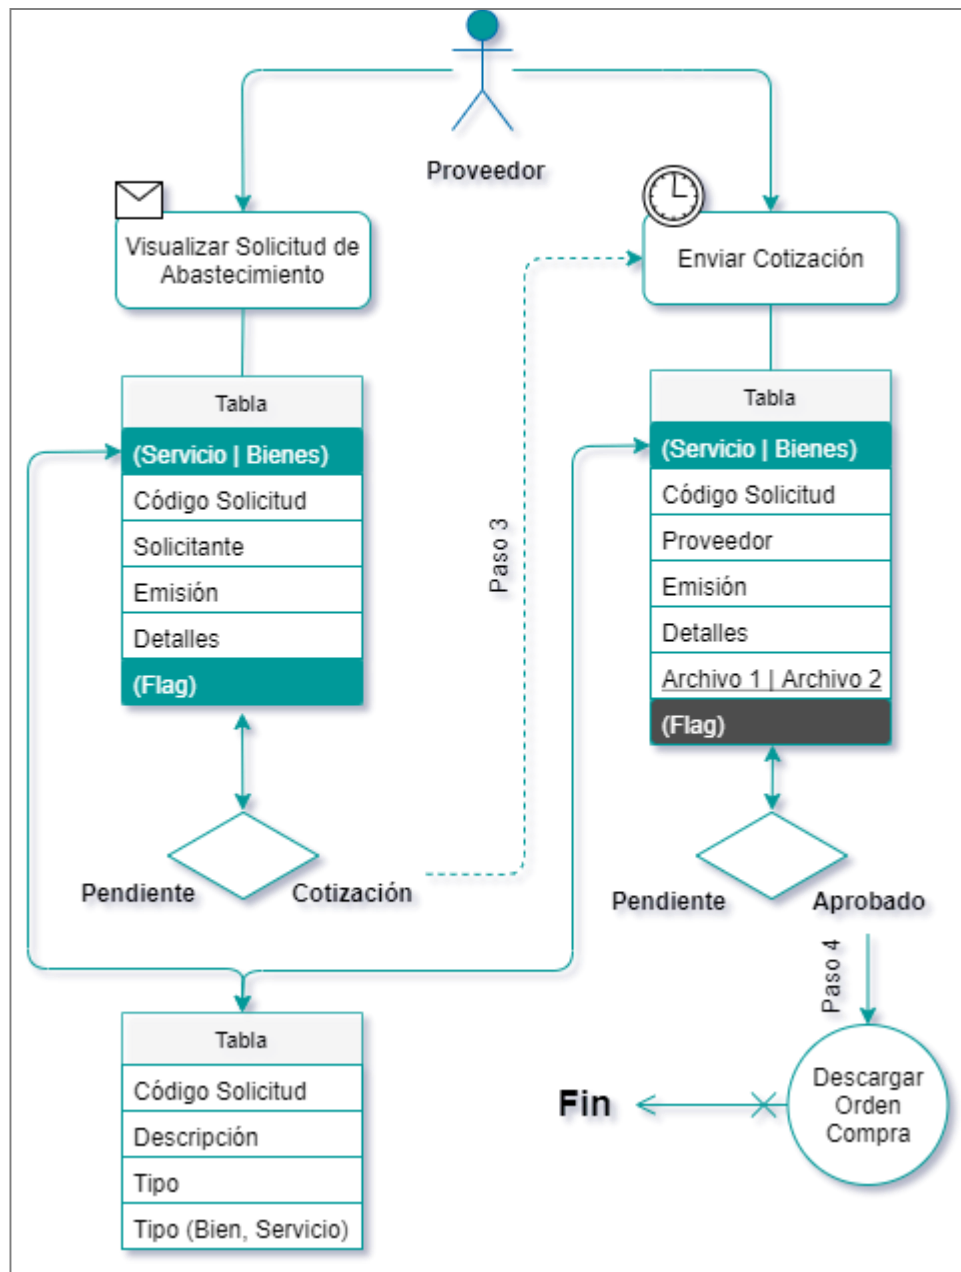 Proveedor
Visualizar Solicitud de
Abastecimiento
Enviar Cotización
Tabla
(Servicio | Bienes)
Código Solicitud
Solicitante
Emisión
Detalles
(Flag)
Paso 3
Tabla
(Servicio | Bienes)
Código Solicitud
Proveedor
Emisión
Detalles
Archivo 1 | Archivo 2
(Flag)
Pendiente
Cotización
Pendiente
Aprobado
Paso 4
Tabla
Código Solicitud
Descripción
Tipo
Tipo (Bien, Servicio)
Descargar
Orden
Compra
Fin